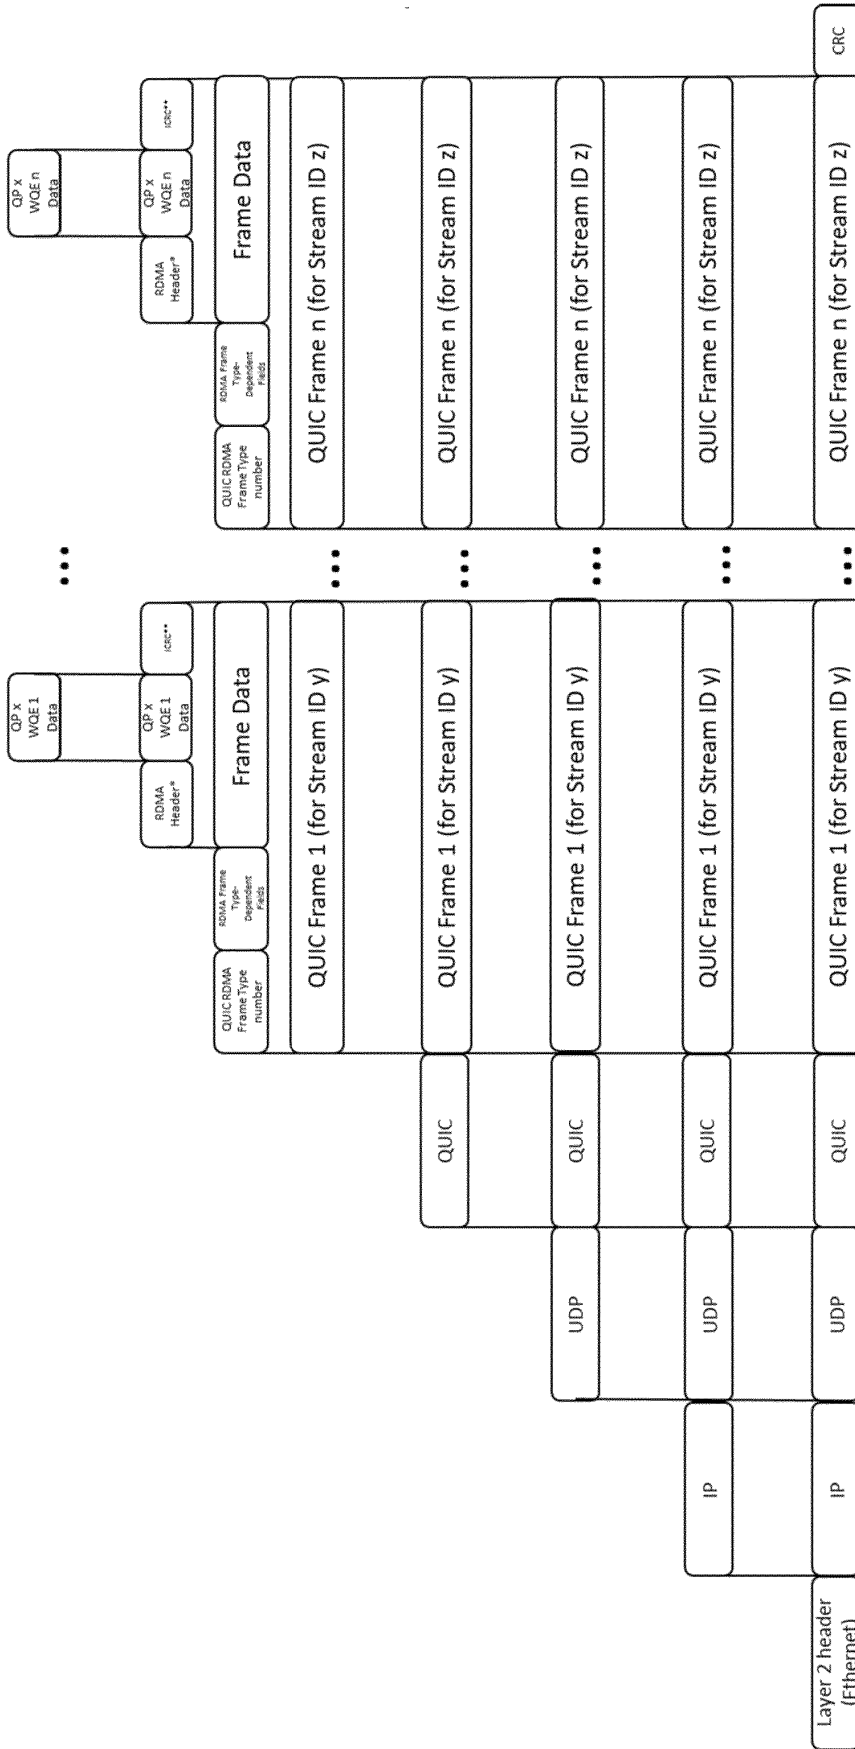 QP x
WQE 1
Data
...
QP x
WQE n
Data
RDMA
Header*
QP x
WQE 1
Data
ICRC**
RDMA
Header*
QP x
WQE n
Data
ICRC**
QUIC RDMA
Frame Type
number
RDMA Frame
Type-
Dependent
Fields
Frame Data
QUIC RDMA
Frame Type
number
RDMA Frame
Type-
Dependent
Fields
Frame Data
QUIC Frame 1 (for Stream ID y)
...
QUIC Frame n (for Stream ID z)
QUIC
QUIC Frame 1 (for Stream ID y)
...
QUIC Frame n (for Stream ID z)
UDP
QUIC
QUIC Frame 1 (for Stream ID y)
...
QUIC Frame n (for Stream ID z)
IP
UDP
QUIC
QUIC Frame 1 (for Stream ID y)
...
QUIC Frame n (for Stream ID z)
Layer 2 header
(Ethernet)
IP
UDP
QUIC
QUIC Frame 1 (for Stream ID y)
...
QUIC Frame n (for Stream ID z)
CRC